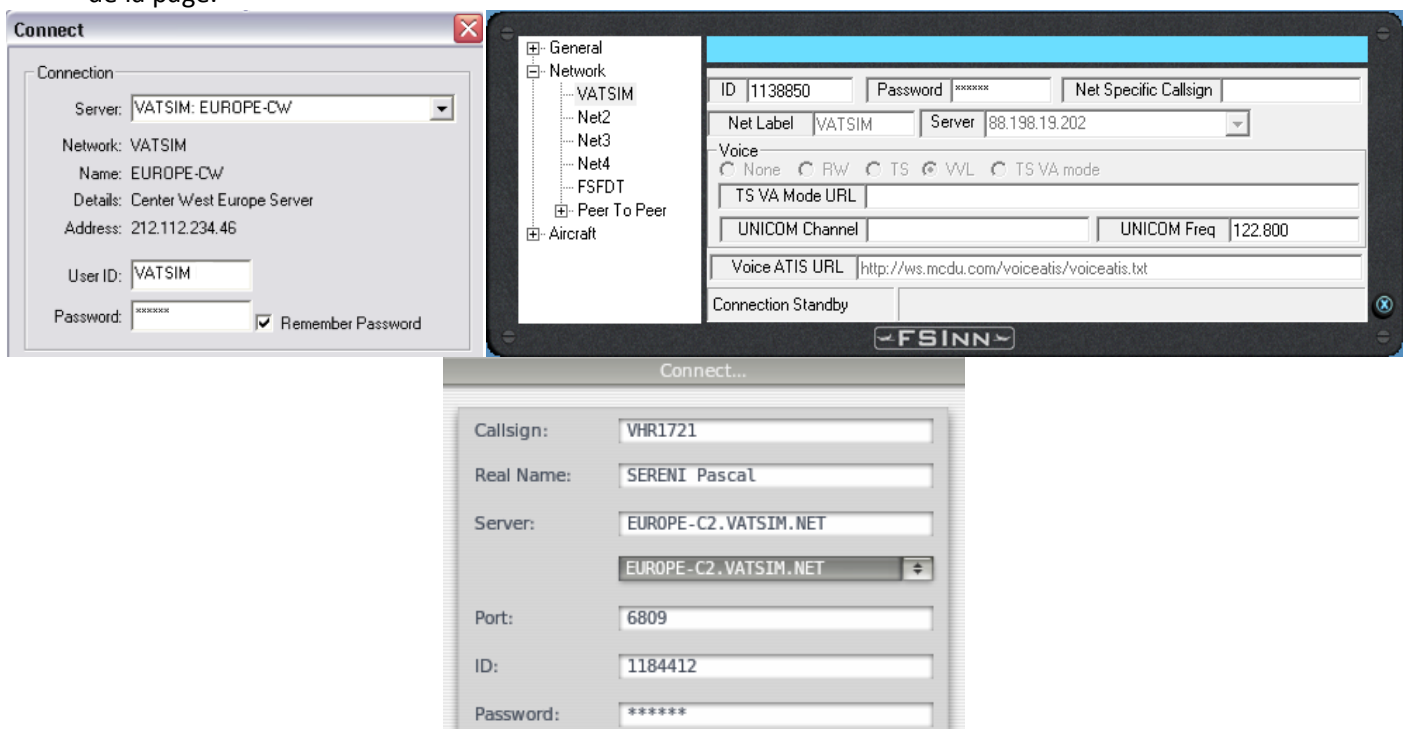 de la page.
Connect
Connection
Server: VATSIM: EUROPE-CW
Network: VATSIM
Name: EUROPE-CW
Details: Center West Europe Server
Address: 212.112.234.46
User ID: VATSIM
Password: ××××××
Remember Password
General
Network
VATSIM
Net2
Net3
Net4
FSFDT
Peer To Peer
Aircraft
ID 1138850 Password ×××××× Net Specific Callsign
Net Label VATSIM Server 88.198.19.202
Voice
None RW TS VVL TS VA mode
TS VA Mode URL
UNICOM Channel UNICOM Freq 122.800
Voice ATIS URL http://ws.mcdu.com/voiceatis/voiceatis.txt
Connection Standby
FSINN
Connect...
Callsign: VHR1721
Real Name: SERENI Pascal
Server: EUROPE-C2.VATSIM.NET
EUROPE-C2.VATSIM.NET
Port: 6809
ID: 1184412
Password: ******